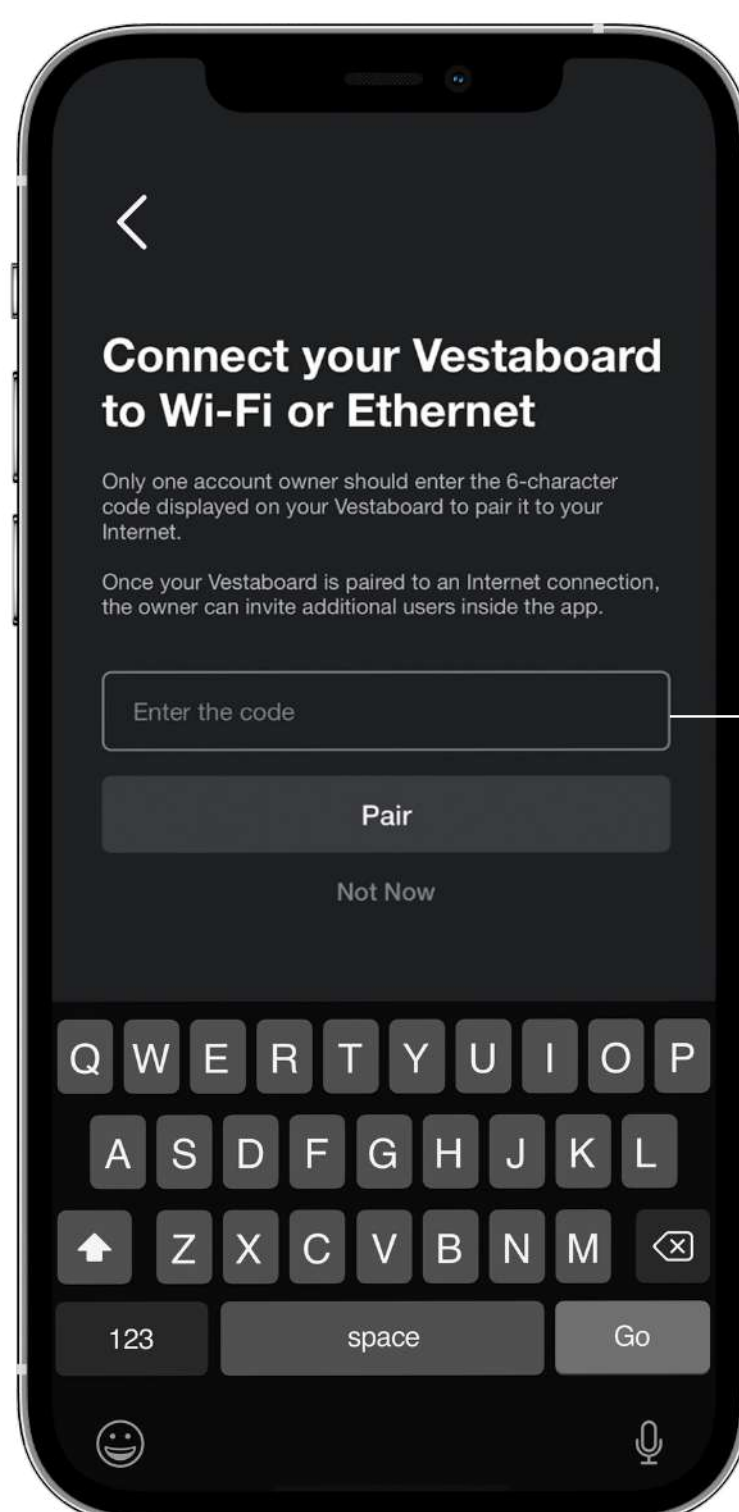 Connect your Vestaboard
to Wi-Fi or Ethernet
Only one account owner should enter the 6-character
code displayed on your Vestaboard to pair it to your
Internet.
Once your Vestaboard is paired to an Internet connection,
the owner can invite additional users inside the app.
Enter the code
Pair
Not Now
Q W E R T Y U I O P
A S D F G H J K L
Z X C V B N M
123 space Go